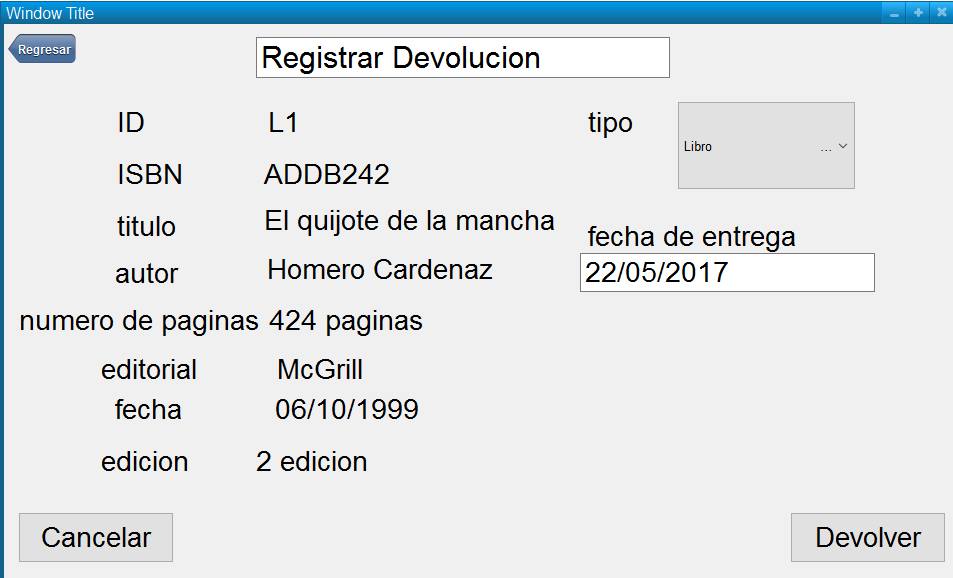 Window Title
Regresar
Registrar Devolucion
ID L1 tipo Libro ...
ISBN ADDB242
titulo El quijote de la mancha
fecha de entrega
autor Homero Cardenaz 22/05/2017
numero de paginas 424 paginas
editorial McGrill
fecha 06/10/1999
edicion 2 edicion
Cancelar Devolver